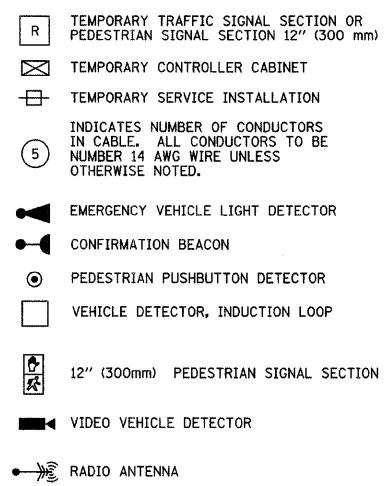 R TEMPORARY TRAFFIC SIGNAL SECTION OR
PEDESTRIAN SIGNAL SECTION 12" (300 mm)
TEMPORARY CONTROLLER CABINET
TEMPORARY SERVICE INSTALLATION
INDICATES NUMBER OF CONDUCTORS
5 IN CABLE. ALL CONDUCTORS TO BE
NUMBER 14 AWG WIRE UNLESS
OTHERWISE NOTED.
EMERGENCY VEHICLE LIGHT DETECTOR
CONFIRMATION BEACON
PEDESTRIAN PUSHBUTTON DETECTOR
VEHICLE DETECTOR, INDUCTION LOOP
12" (300mm) PEDESTRIAN SIGNAL SECTION
VIDEO VEHICLE DETECTOR
RADIO ANTENNA